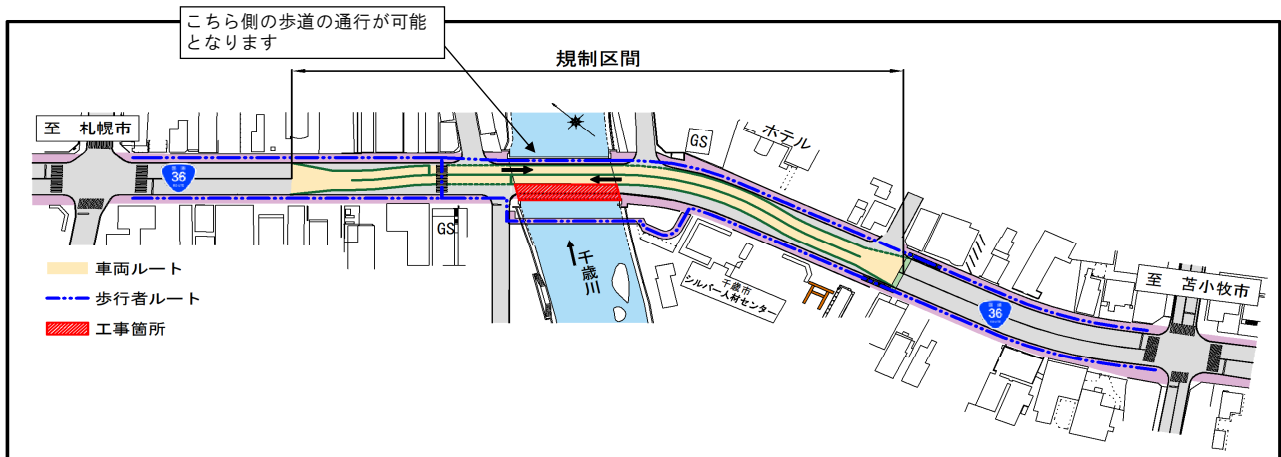 こちら側の歩道の通行が可能
となります
規制区間
至 札幌市
36
GS
ホテル
GS
千歳川
千歳市
シルバー人材センター
至 苫小牧市
36
車両ルート
歩行者ルート
工事箇所